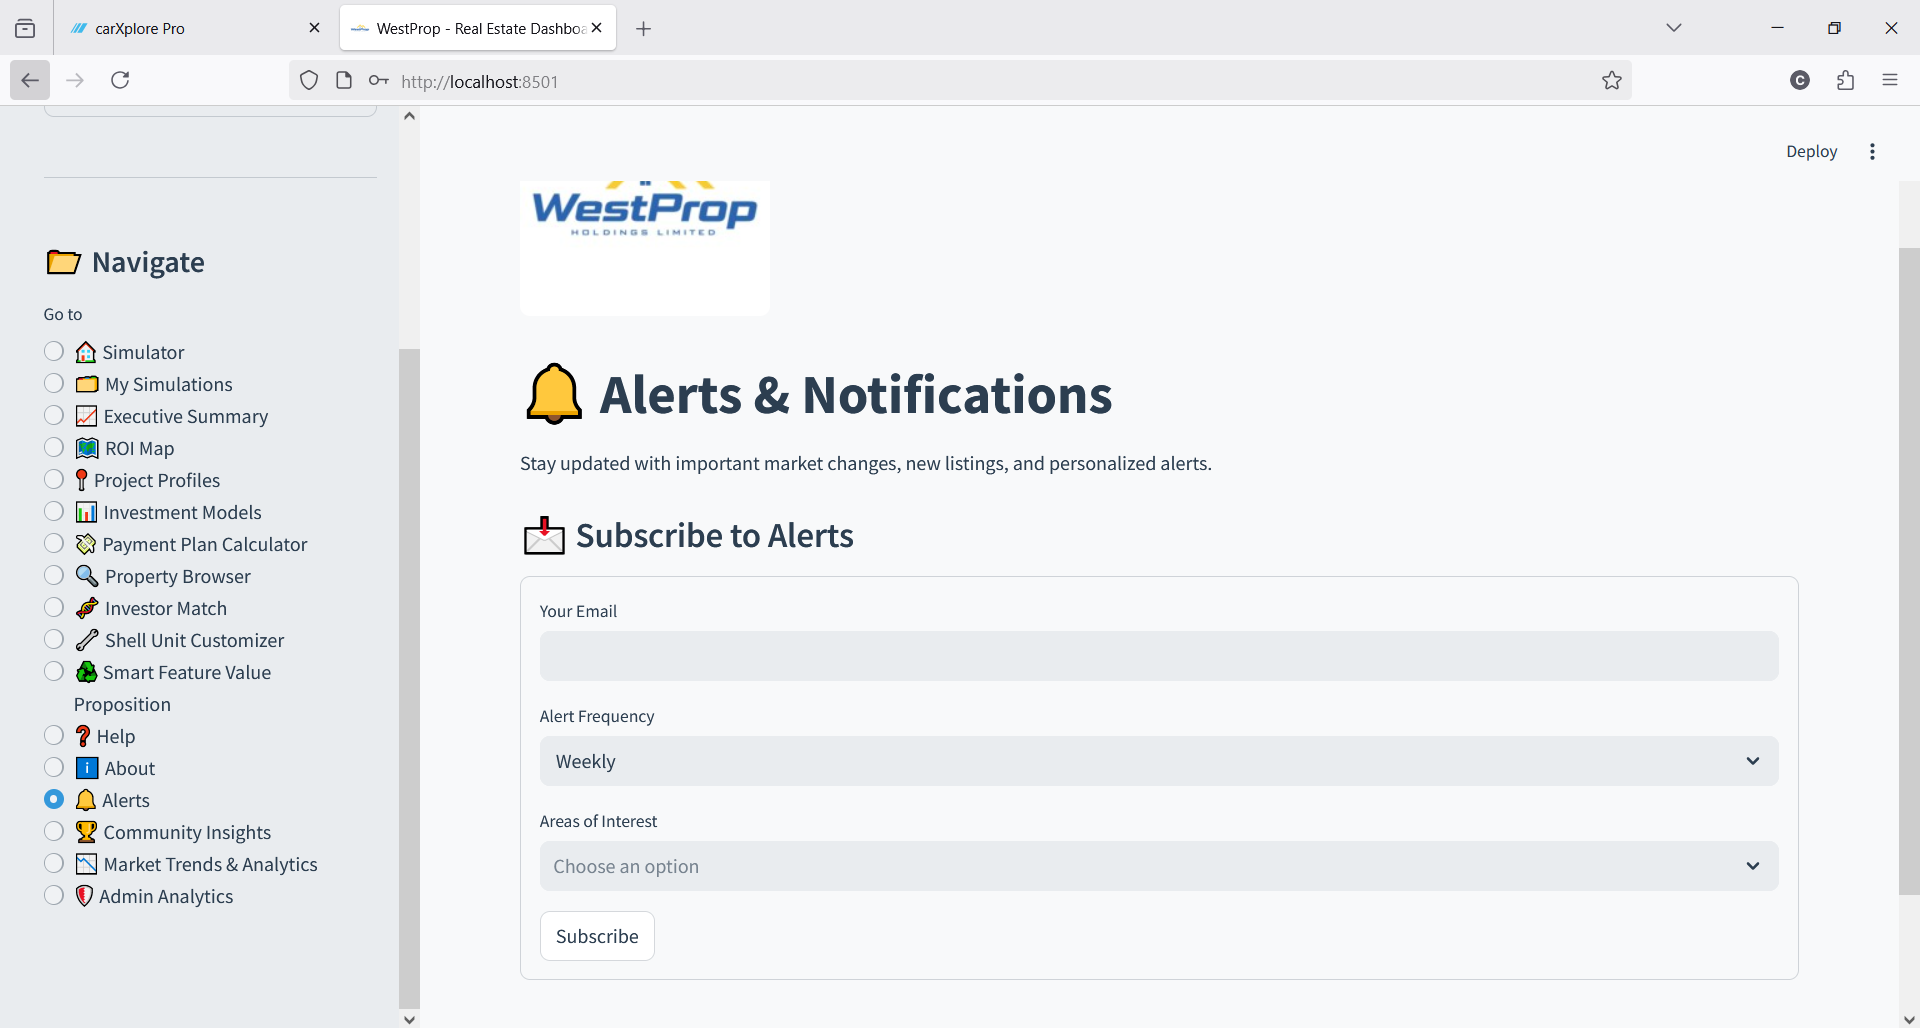 carXplore Pro
WestProp - Real Estate Dashboa
http://localhost:8501
C
Deploy
Navigate
Go to
Simulator
My Simulations
Executive Summary
ROI Map
Project Profiles
Investment Models
Payment Plan Calculator
Property Browser
Investor Match
Shell Unit Customizer
Smart Feature Value
Proposition
Help
About
Alerts
Community Insights
Market Trends & Analytics
Admin Analytics
WestProp
HOLDINGS LIMITED
Alerts & Notifications
Stay updated with important market changes, new listings, and personalized alerts.
Subscribe to Alerts
Your Email
Alert Frequency
Weekly
Areas of Interest
Choose an option
Subscribe